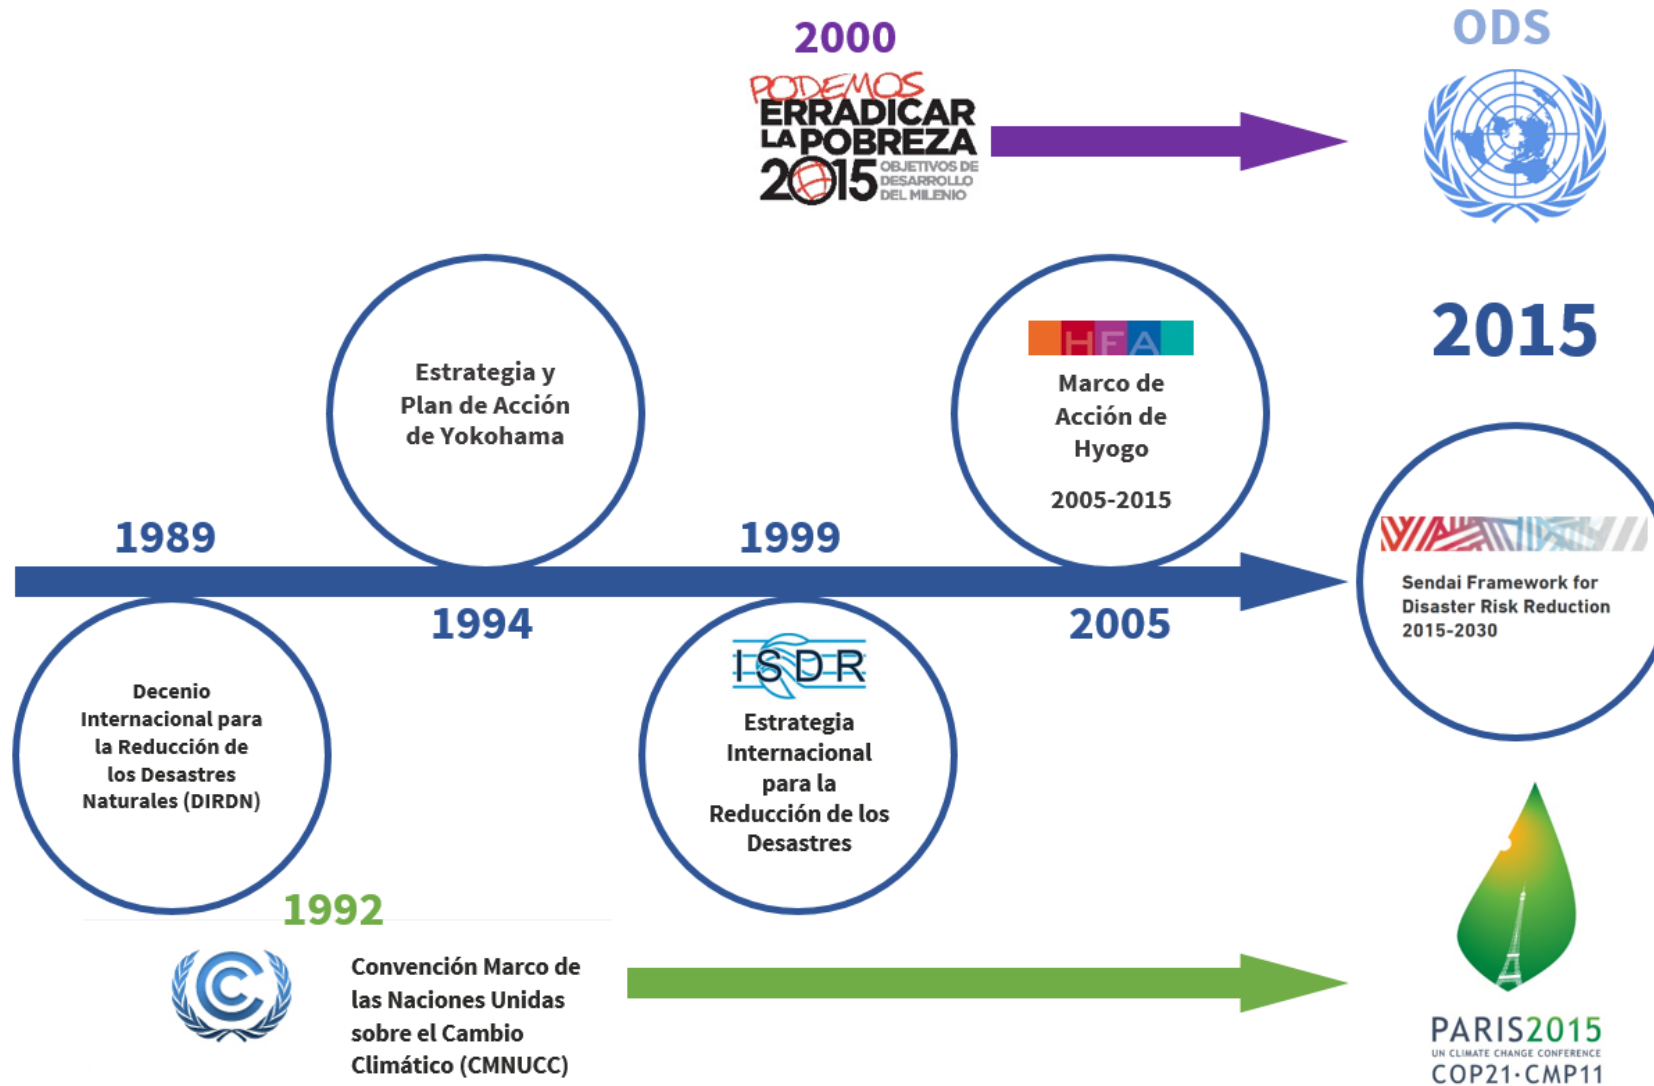 2000
PODEMOS
ERRADICAR
LA POBREZA
2015 OBJETIVOS DE
DESARROLLO
DEL MILENIO
ODS
2015
Estrategia y
Plan de Acción
de Yokohama
HFA
Marco de
Acción de
Hyogo
2005-2015
1989
1994
1999
2005
Sendai Framework for
Disaster Risk Reduction
2015-2030
Decenio
Internacional para
la Reducción de
los Desastres
Naturales (DIRDN)
ISDR
Estrategia
Internacional
para la
Reducción de los
Desastres
1992
Convención Marco de
las Naciones Unidas
sobre el Cambio
Climático (CMNUCC)
PARIS2015
UN CLIMATE CHANGE CONFERENCE
COP21·CMP11